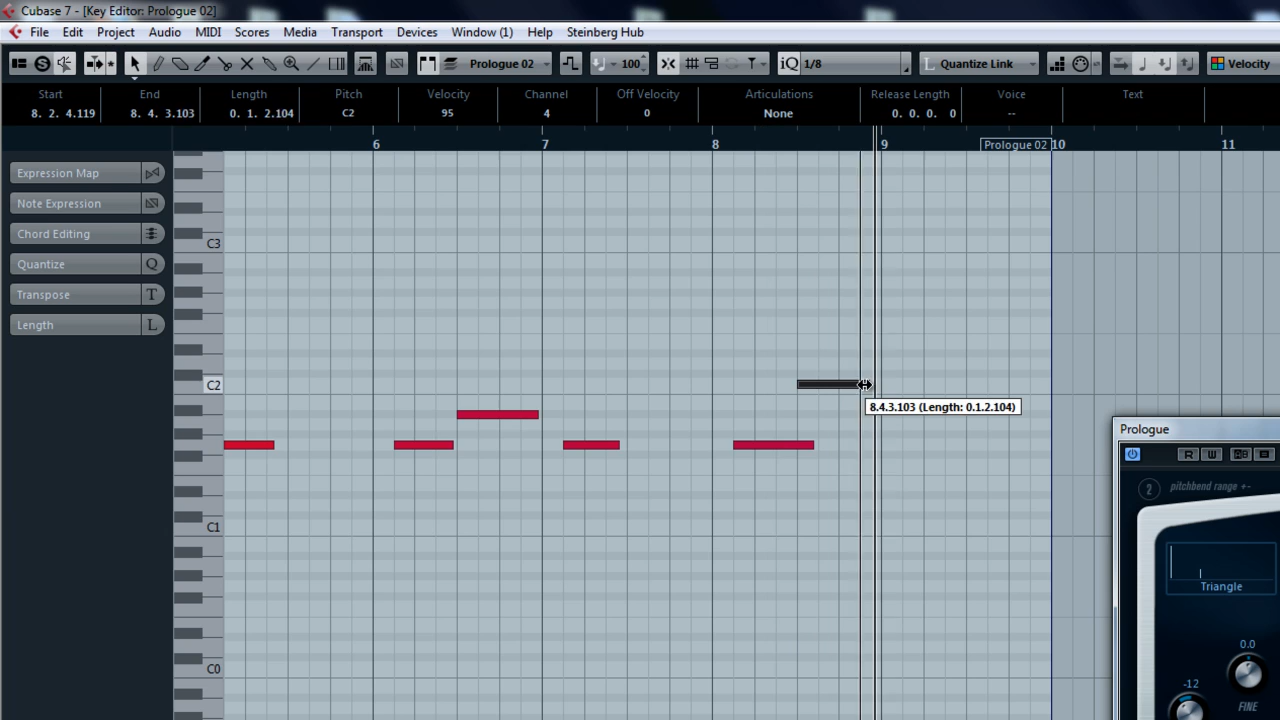 Cubase 7 - [Key Editor: Prologue 02]
File Edit Project Audio MIDI Scores Media Transport Devices Window (1) Help Steinberg Hub
S Prologue 02 100 iQ 1/8 L Quantize Link Velocity
Start End Length Pitch Velocity Channel Off Velocity Articulations Release Length Voice Text
8. 2. 4.119 8. 4. 3.103 0. 1. 2.104 C2 95 4 0 None 0. 0. 0. 0 --
6 7 8 9 Prologue 02 10 11
Expression Map
Note Expression
Chord Editing
Quantize Q
Transpose T
Length L
C3
C2
C1
C0
8.4.3.103 (Length: 0.1.2.104)
Prologue
R W
2 pitchbend range +-
Triangle
0.0
-12
FINE